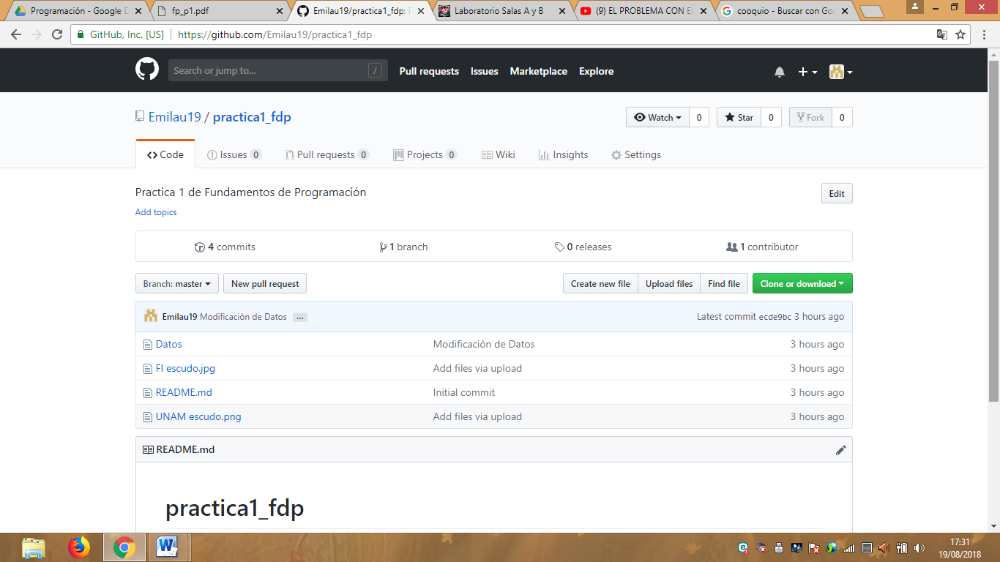 Programación - Google D
fp_p1.pdf
Emilau19/practica1_fdp: P
Laboratorio Salas A y B
(9) EL PROBLEMA CON EL
cooquio - Buscar con Goo
GitHub, Inc. [US] https://github.com/Emilau19/practica1_fdp
Search or jump to... /
Pull requests Issues Marketplace Explore
Emilau19 / practica1_fdp
Watch 0 Star 0 Fork 0
Code Issues 0 Pull requests 0 Projects 0 Wiki Insights Settings
Practica 1 de Fundamentos de Programación
Edit
Add topics
4 commits 1 branch 0 releases 1 contributor
Branch: master New pull request Create new file Upload files Find file Clone or download
Emilau19 Modificaciòn de Datos ... Latest commit ecde9bc 3 hours ago
Datos Modificaciòn de Datos 3 hours ago
FI escudo.jpg Add files via upload 3 hours ago
README.md Initial commit 3 hours ago
UNAM escudo.png Add files via upload 3 hours ago
README.md
practica1_fdp
17:31
19/08/2018